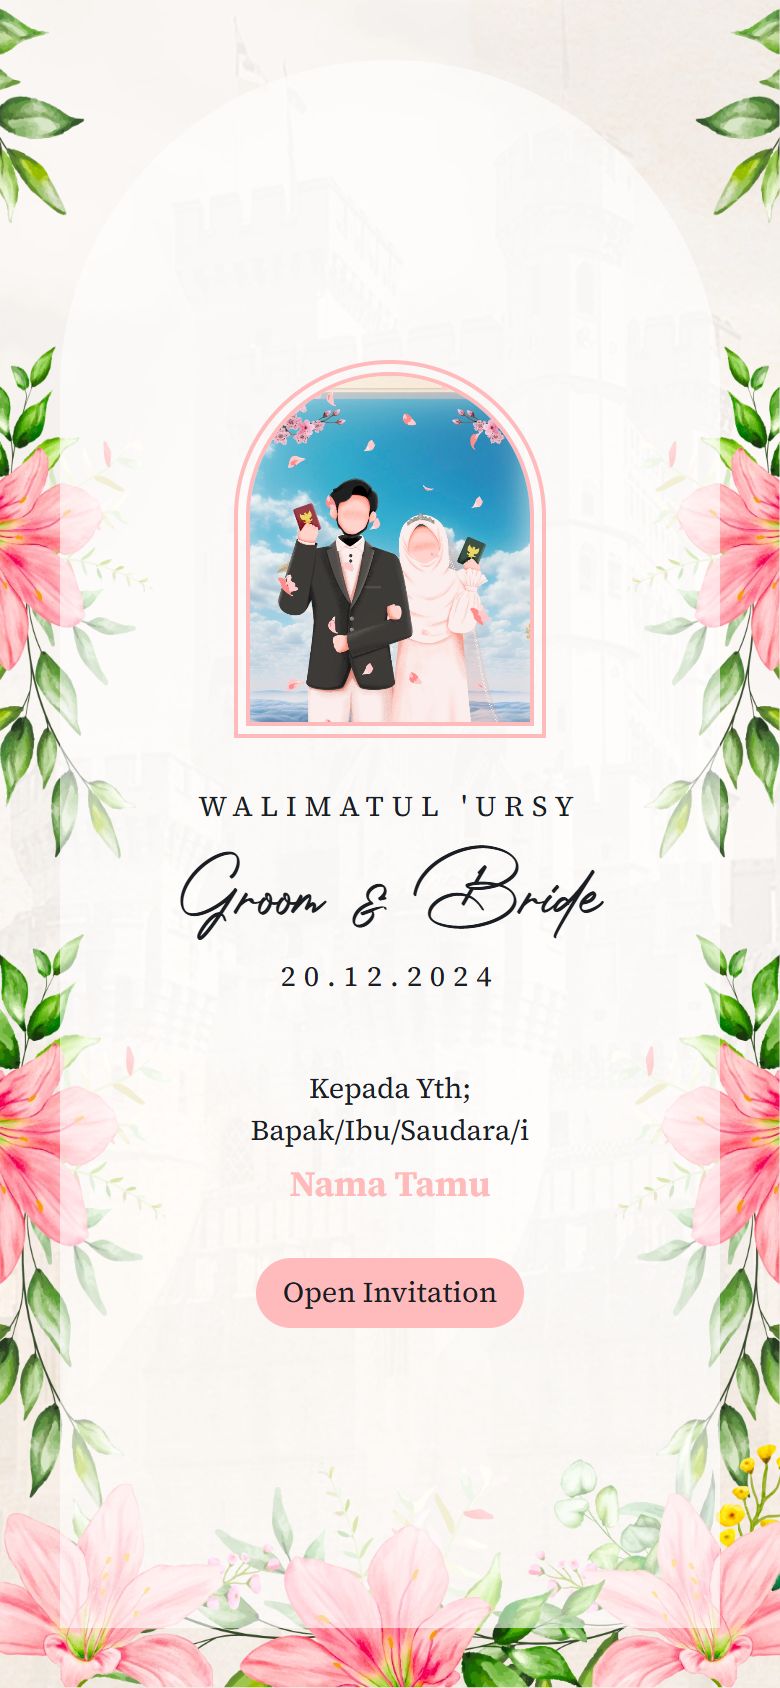 WALIMATUL 'URSY
Groom & Bride
20.12.2024
Kepada Yth;
Bapak/Ibu/Saudara/i
Nama Tamu
Open Invitation